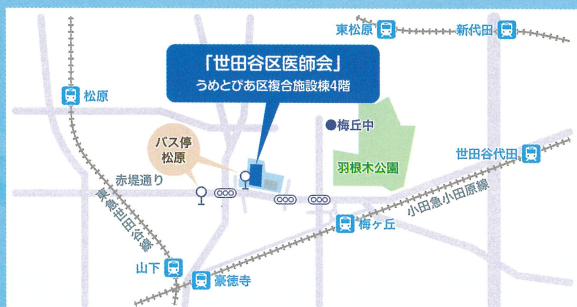 東松原
新代田
「世田谷区医師会」
うめとぴあ区複合施設棟4階
松原
梅丘中
バス停
松原
世田谷代田
羽根木公園
赤堤通り
東急世田谷線
小田急小田原線
梅ヶ丘
山下
豪徳寺